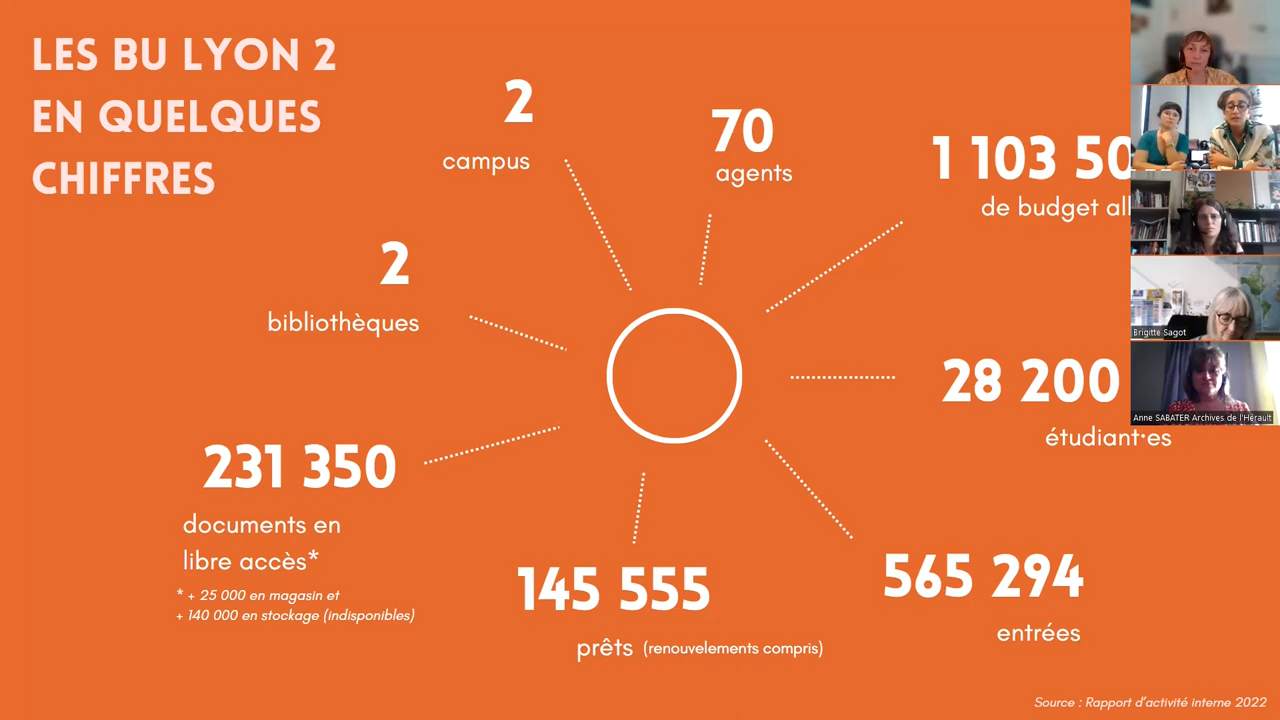 LES BU LYON 2
EN QUELQUES
CHIFFRES
2
campus
70
agents
1 103 50
de budget
2
bibliothèques
28 200
étudiant·es
231 350
documents en
libre accès*
* + 25 000 en magasin et
+ 140 000 en stockage (indisponibles)
145 555
prêts (renouvelements compris)
565 294
entrées
Source : Rapport d'activité interne 2022
Brigitte Sagot
Anne SABATER Archives de l'Hérault